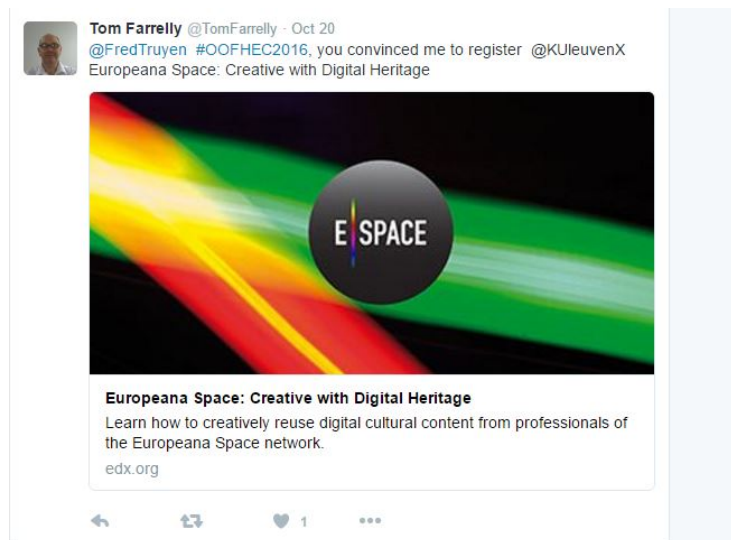 Tom Farrelly @TomFarrelly · Oct 20
@FredTruyen #OOFHEC2016, you convinced me to register @KUleuvenX
Europeana Space: Creative with Digital Heritage
E SPACE
Europeana Space: Creative with Digital Heritage
Learn how to creatively reuse digital cultural content from professionals of
the Europeana Space network.
edx.org
1